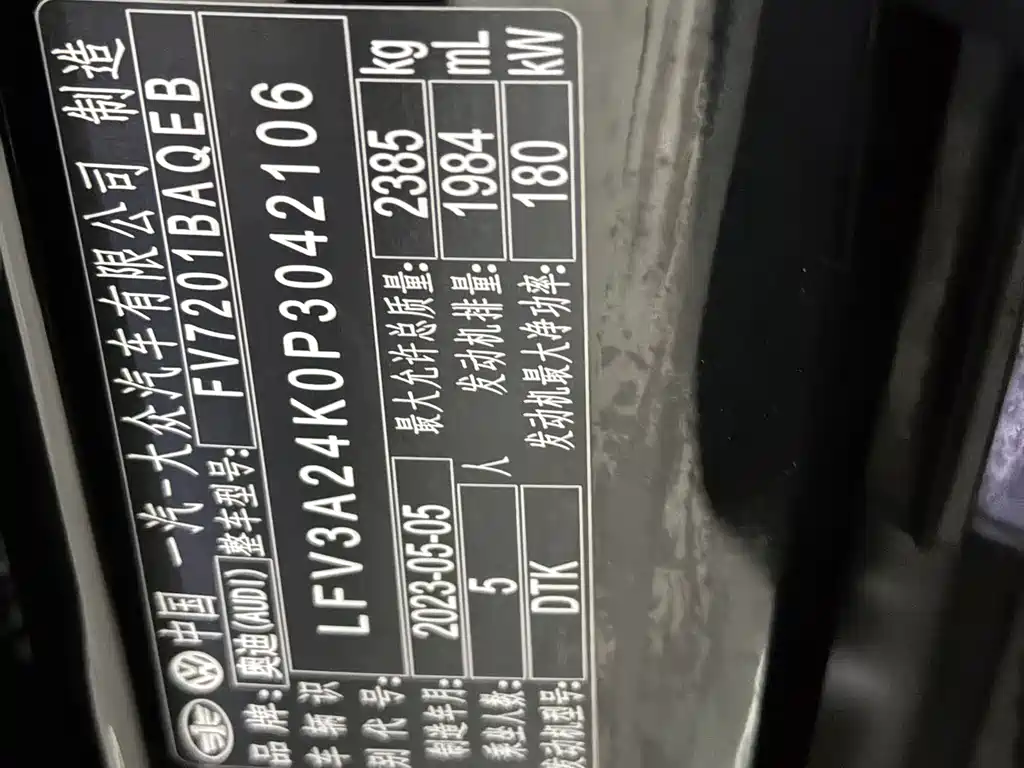 中国 一汽-大众汽车有限公司 制造
品牌: 奥迪(AUDI) 整车型号: FV7201BAQEB
车辆识别代号: LFV3A24K0P3042106
制造年月: 2023-05-05 最大允许总质量: 2385 kg
乘坐人数: 5 人 发动机排量: 1984 mL
发动机型号: DTK 发动机最大净功率: 180 kW